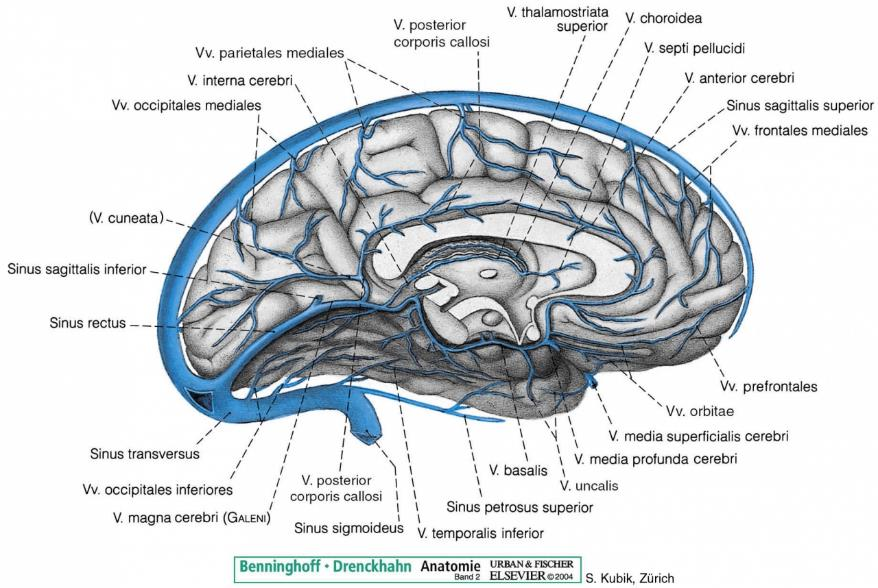 V. thalamostriata
superior
V. choroidea
V. posterior
corporis callosi
V. septi pellucidi
Vv. parietales mediales
V. interna cerebri
V. anterior cerebri
Vv. occipitales mediales
Sinus sagittalis superior
Vv. frontales mediales
(V. cuneata)
Sinus sagittalis inferior
Sinus rectus
Vv. prefrontales
Vv. orbitae
V. media superficialis cerebri
Sinus transversus
V. media profunda cerebri
V. basalis
V. uncalis
Vv. occipitales inferiores
V. posterior
corporis callosi
Sinus petrosus superior
V. magna cerebri (GALENI)
Sinus sigmoideus
V. temporalis inferior
Benninghoff • Drenckhahn Anatomie
Band 2
URBAN & FISCHER
ELSEVIER ©2004
S. Kubik, Zürich